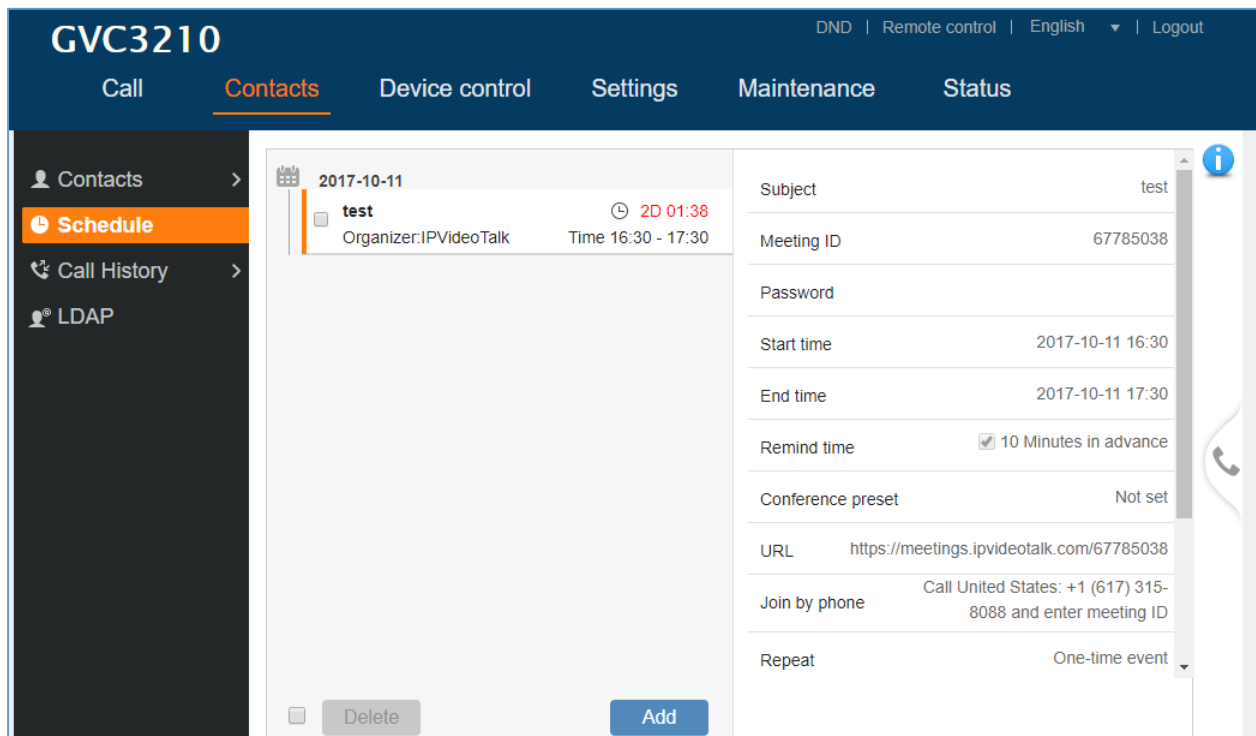 GVC3210
DND | Remote control | English | Logout
Call Contacts Device control Settings Maintenance Status
Contacts
Schedule
Call History
LDAP
2017-10-11
test 2D 01:38
Organizer:IPVideoTalk Time 16:30 - 17:30
Delete Add
Subject test
Meeting ID 67785038
Password
Start time 2017-10-11 16:30
End time 2017-10-11 17:30
Remind time 10 Minutes in advance
Conference preset Not set
URL https://meetings.ipvideotalk.com/67785038
Join by phone Call United States: +1 (617) 315-
8088 and enter meeting ID
Repeat One-time event